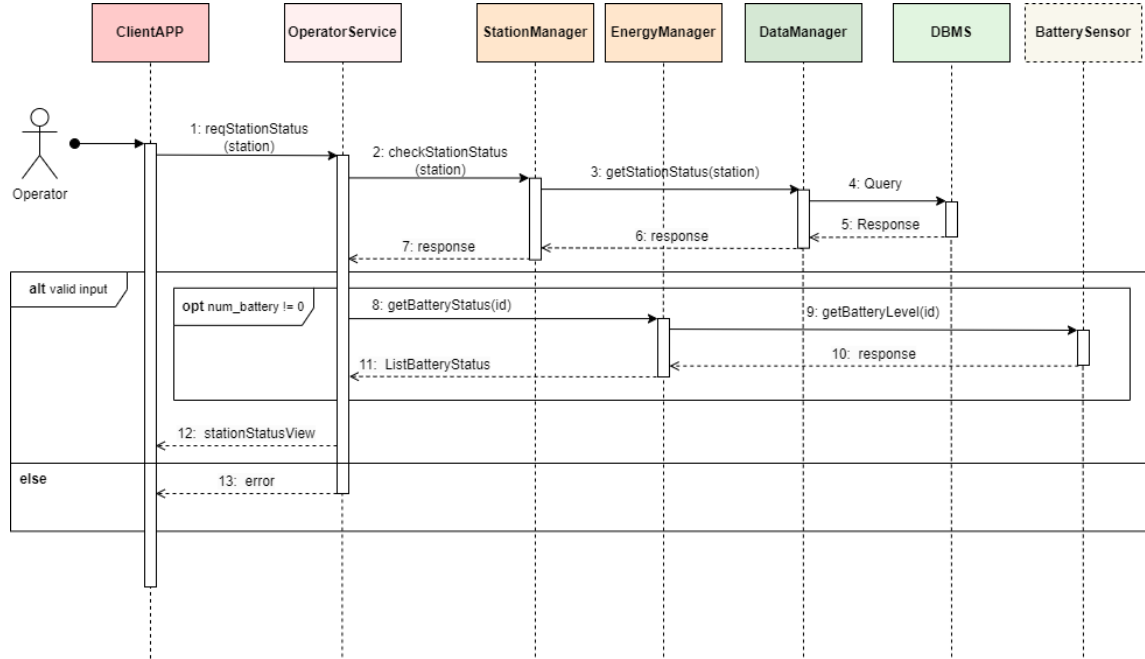 ClientAPP
OperatorService
StationManager
EnergyManager
DataManager
DBMS
BatterySensor
Operator
1: reqStationStatus
(station)
2: checkStationStatus
(station)
3: getStationStatus(station)
4: Query
5: Response
6: response
7: response
alt valid input
opt num_battery != 0
8: getBatteryStatus(id)
9: getBatteryLevel(id)
10: response
11: ListBatteryStatus
12: stationStatusView
else
13: error